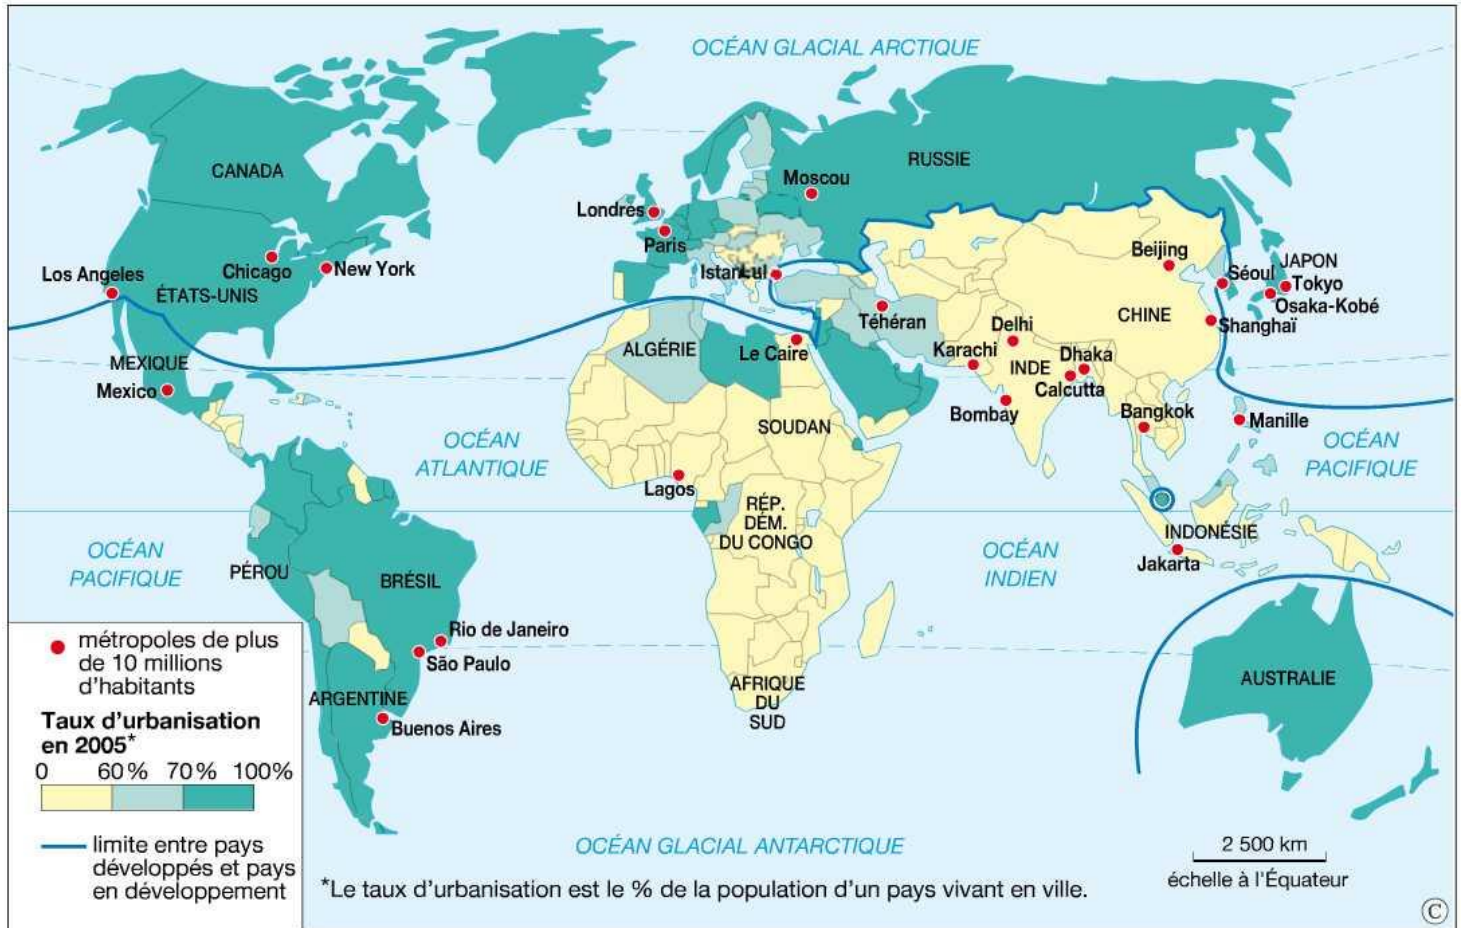 OCÉAN GLACIAL ARCTIQUE
CANADA
RUSSIE
Moscou
Londres
Paris
Los Angeles
Chicago
New York
ÉTATS-UNIS
Istanbul
Beijing
Séoul
JAPON
Tokyo
Osaka-Kobé
Téhéran
CHINE
Shanghaï
MEXIQUE
Mexico
ALGÉRIE
Le Caire
Karachi
Delhi
INDE
Dhaka
Calcutta
Bombay
Bangkok
Manille
SOUDAN
OCÉAN
ATLANTIQUE
OCÉAN
PACIFIQUE
Lagos
RÉP.
DÉM.
DU CONGO
INDONÉSIE
Jakarta
OCÉAN
PACIFIQUE
PÉROU
BRÉSIL
OCÉAN
INDIEN
Rio de Janeiro
São Paulo
ARGENTINE
Buenos Aires
AFRIQUE
DU
SUD
AUSTRALIE
métropoles de plus
de 10 millions
d'habitants
Taux d'urbanisation
en 2005*
0 60 % 70 % 100%
limite entre pays
développés et pays
en développement
OCÉAN GLACIAL ANTARCTIQUE
*Le taux d'urbanisation est le % de la population d'un pays vivant en ville.
2 500 km
échelle à l'Équateur
©